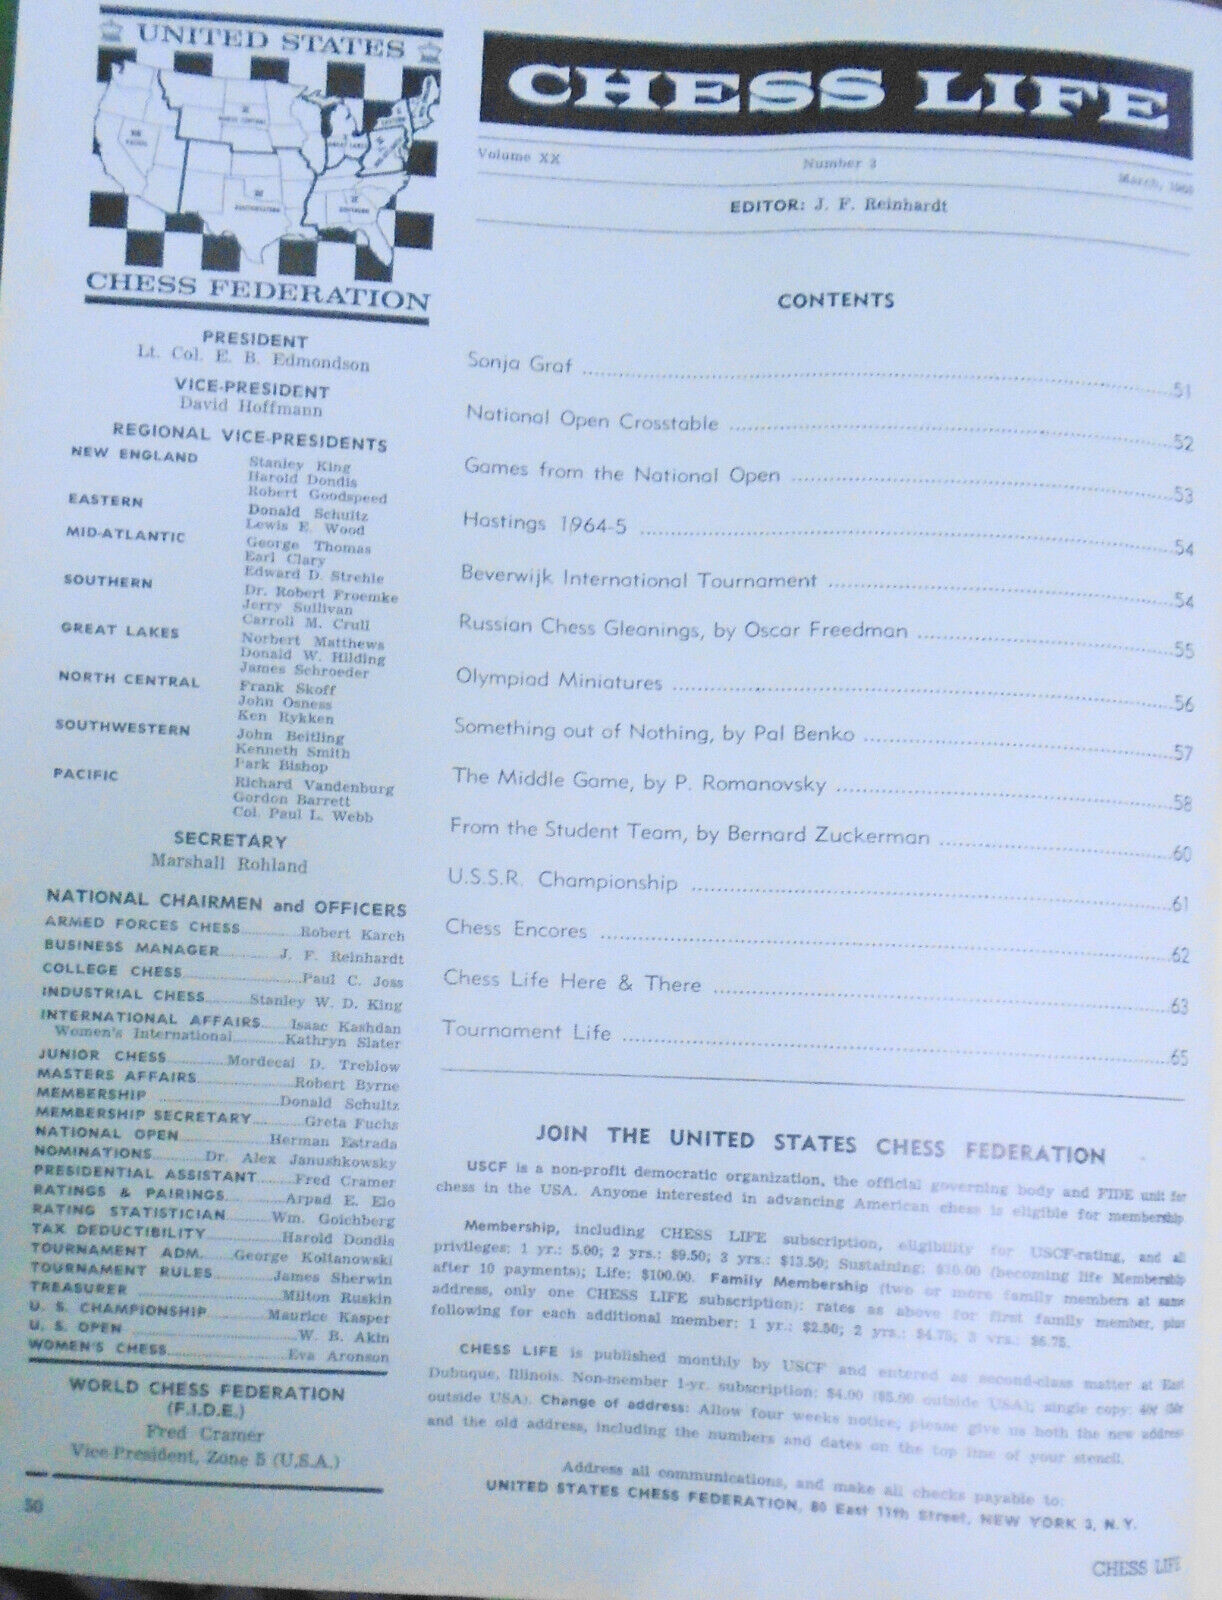 UNITED STATES
CHESS FEDERATION
PRESIDENT
Lt. Col. E. B. Edmondson
VICE-PRESIDENT
David Hoffmann
REGIONAL VICE-PRESIDENTS
NEW ENGLAND Stanley King
Harold Dondis
Robert Goodspeed
EASTERN Donald Schultz
Lewis E. Wood
MID-ATLANTIC George Thomas
Earl Clary
Edward D. Strehle
SOUTHERN Dr. Robert Froemke
Jerry Sullivan
Carroll M. Crull
GREAT LAKES Norbert Matthews
Donald W. Hilding
James Schroeder
NORTH CENTRAL Frank Skoff
John Osness
Ken Rykken
SOUTHWESTERN John Beitling
Kenneth Smith
Park Bishop
PACIFIC Richard Vandenburg
Gordon Barrett
Col. Paul L. Webb
SECRETARY
Marshall Rohland
NATIONAL CHAIRMEN and OFFICERS
ARMED FORCES CHESS..........Robert Karch
BUSINESS MANAGER..........J. F. Reinhardt
COLLEGE CHESS..........Paul C. Joss
INDUSTRIAL CHESS..........Stanley W. D. King
INTERNATIONAL AFFAIRS......Isaac Kashdan
Women's International..........Kathryn Slater
JUNIOR CHESS..........Mordecai D. Treblow
MASTERS AFFAIRS..........Robert Byrne
MEMBERSHIP ..........Donald Schultz
MEMBERSHIP SECRETARY..........Greta Fuchs
NATIONAL OPEN..........Herman Estrada
NOMINATIONS..........Dr. Alex Janushkowsky
PRESIDENTIAL ASSISTANT......Fred Cramer
RATINGS & PAIRINGS..........Arpad E. Elo
RATING STATISTICIAN........Wm. Goichberg
TAX DEDUCTIBILITY..........Harold Dondis
TOURNAMENT ADM. ....George Koltanowski
TOURNAMENT RULES........James Sherwin
TREASURER ..........Milton Ruskin
U. S. CHAMPIONSHIP........Maurice Kasper
U. S. OPEN ..........W. B. Akin
WOMEN'S CHESS..........Eva Aronson
WORLD CHESS FEDERATION
(F.I.D.E.)
Fred Cramer
Vice-President, Zone 5 (U.S.A.)
50
CHESS LIFE
Volume XX Number 3 March,
EDITOR: J. F. Reinhardt
CONTENTS
Sonja Graf ..........51
National Open Crosstable ..........52
Games from the National Open ..........53
Hastings 1964-5 ..........54
Beverwijk International Tournament ..........54
Russian Chess Gleanings, by Oscar Freedman ..........55
Olympiad Miniatures ..........56
Something out of Nothing, by Pal Benko ..........57
The Middle Game, by P. Romanovsky ..........58
From the Student Team, by Bernard Zuckerman ..........60
U.S.S.R. Championship ..........61
Chess Encores ..........62
Chess Life Here & There ..........63
Tournament Life ..........65
JOIN THE UNITED STATES CHESS FEDERATION
USCF is a non-profit democratic organization, the official governing body and FIDE unit for
chess in the USA. Anyone interested in advancing American chess is eligible for membership.
Membership, including CHESS LIFE subscription, eligibility for USCF-rating, and all
privileges: 1 yr.: 5.00; 2 yrs.: $9.50; 3 yrs.: $13.50; Sustaining: $10.00 (becoming life Membership
after 10 payments); Life: $100.00. Family Membership (two or more family members at same
address, only one CHESS LIFE subscription): rates as above for first family member, plus
following for each additional member: 1 yr.: $2.50; 2 yrs.: $4.75; 3 yrs.: $6.75.
CHESS LIFE is published monthly by USCF and entered as second-class matter at East
Dubuque, Illinois. Non-member 1-yr. subscription: $4.00 ($5.00 outside USA); single copy:
outside USA). Change of address: Allow four weeks notice; please give us both the new address
and the old address, including the numbers and dates on the top line of your stencil.
Address all communications, and make all checks payable to:
UNITED STATES CHESS FEDERATION, 80 East 11th Street, NEW YORK 3, N. Y.
CHESS LIFE